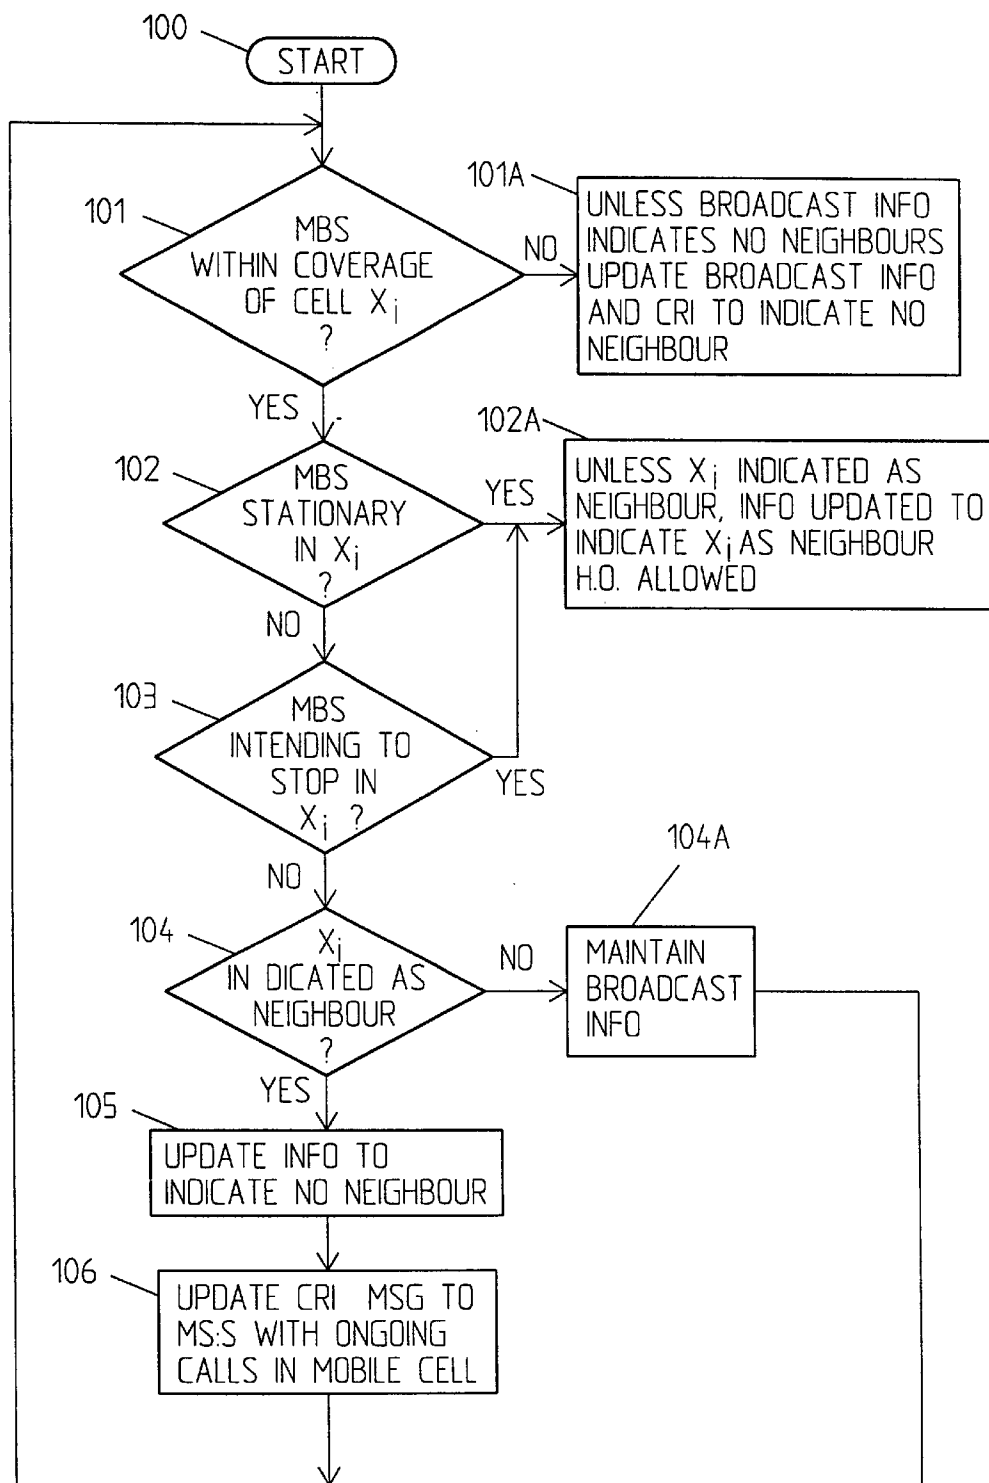 100
START
101
MBS
WITHIN COVERAGE
OF CELL Xi
?
NO
101A
UNLESS BROADCAST INFO
INDICATES NO NEIGHBOURS
UPDATE BROADCAST INFO
AND CRI TO INDICATE NO
NEIGHBOUR
YES
102
MBS
STATIONARY
IN Xi
?
YES
102A
UNLESS Xi INDICATED AS
NEIGHBOUR, INFO UPDATED TO
INDICATE Xi AS NEIGHBOUR
H.O. ALLOWED
NO
103
MBS
INTENDING TO
STOP IN
Xi ?
YES
NO
104
Xi
IN DICATED AS
NEIGHBOUR
?
NO
104A
MAINTAIN
BROADCAST
INFO
YES
105
UPDATE INFO TO
INDICATE NO NEIGHBOUR
106
UPDATE CRI MSG TO
MS:S WITH ONGOING
CALLS IN MOBILE CELL